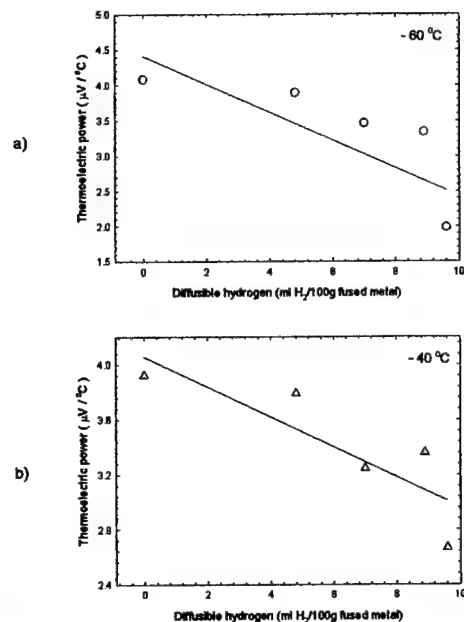 a)
- 60 °C
Thermoelectric power ( µV / °C)
5.0
4.5
4.0
3.5
3.0
2.5
2.0
1.5
0 2 4 6 8 10
Diffusible hydrogen (ml H₂/100g fused metal)
b)
- 40 °C
Thermoelectric power ( µV / °C)
4.0
3.6
3.2
2.8
2.4
0 2 4 6 8 10
Diffusible hydrogen (ml H₂/100g fused metal)